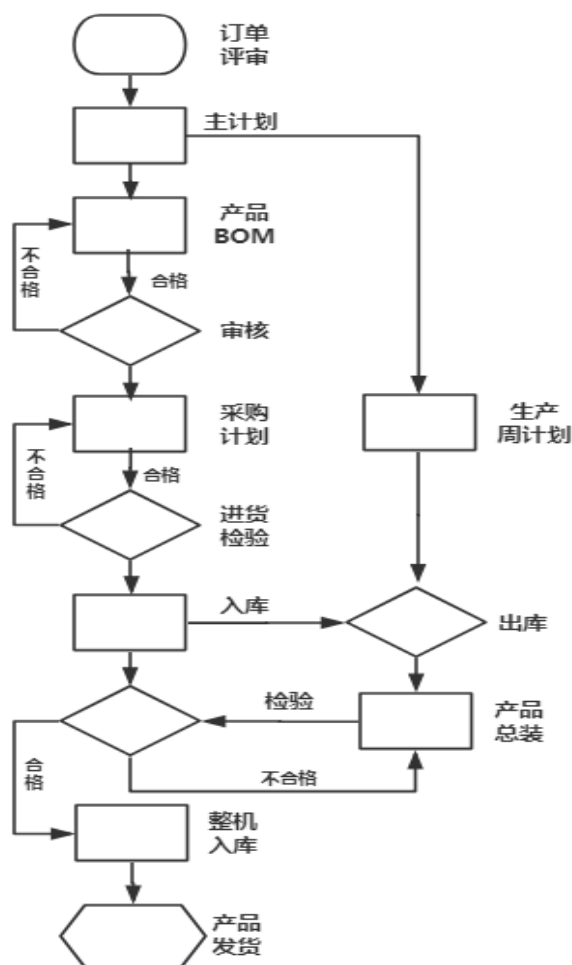 订单
评审
主计划
产品
BOM
不合格
合格
审核
采购
计划
生产
周计划
不合格
合格
进货
检验
入库
出库
检验
产品
总装
合格
不合格
整机
入库
产品
发货